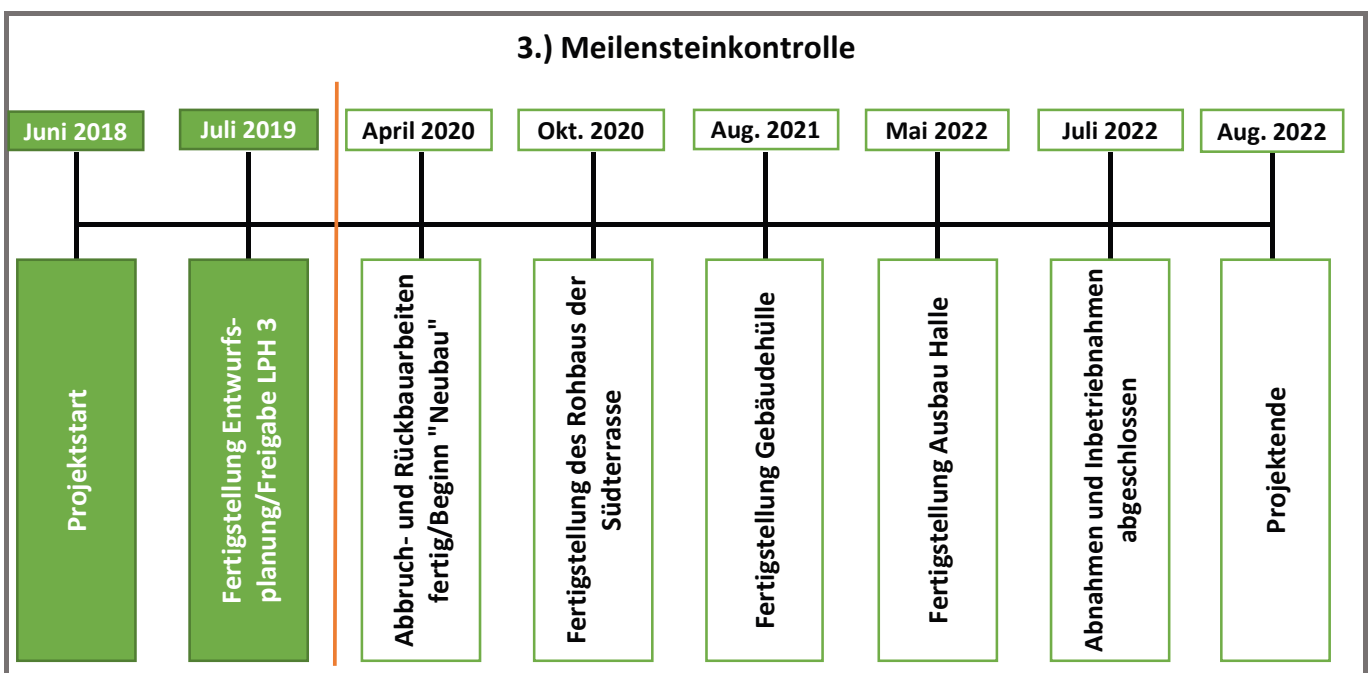 3.) Meilensteinkontrolle
Juni 2018
Juli 2019
April 2020
Okt. 2020
Aug. 2021
Mai 2022
Juli 2022
Aug. 2022
Projektstart
Fertigstellung Entwurfs-
planung/Freigabe LPH 3
Abbruch- und Rückbauarbeiten
fertig/Beginn "Neubau"
Fertigstellung des Rohbaus der
Südterrasse
Fertigstellung Gebäudehülle
Fertigstellung Ausbau Halle
Abnahmen und Inbetriebnahmen
abgeschlossen
Projektende